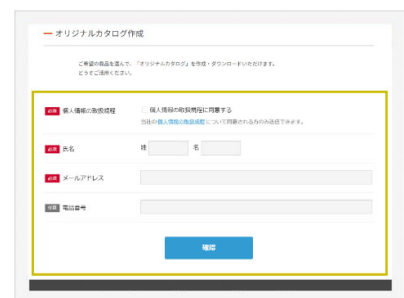 オリジナルカタログ作成
ご希望の商品を選んで、「オリジナルカタログ」を作成・ダウンロードいただけます。
どうぞご活用ください。
必須 個人情報の取扱規程 個人情報の取扱規程に同意する
当社の個人情報の取扱規程について同意される方のみ送信できます。
必須 氏名 姓 名
必須 メールアドレス
任意 電話番号
確認